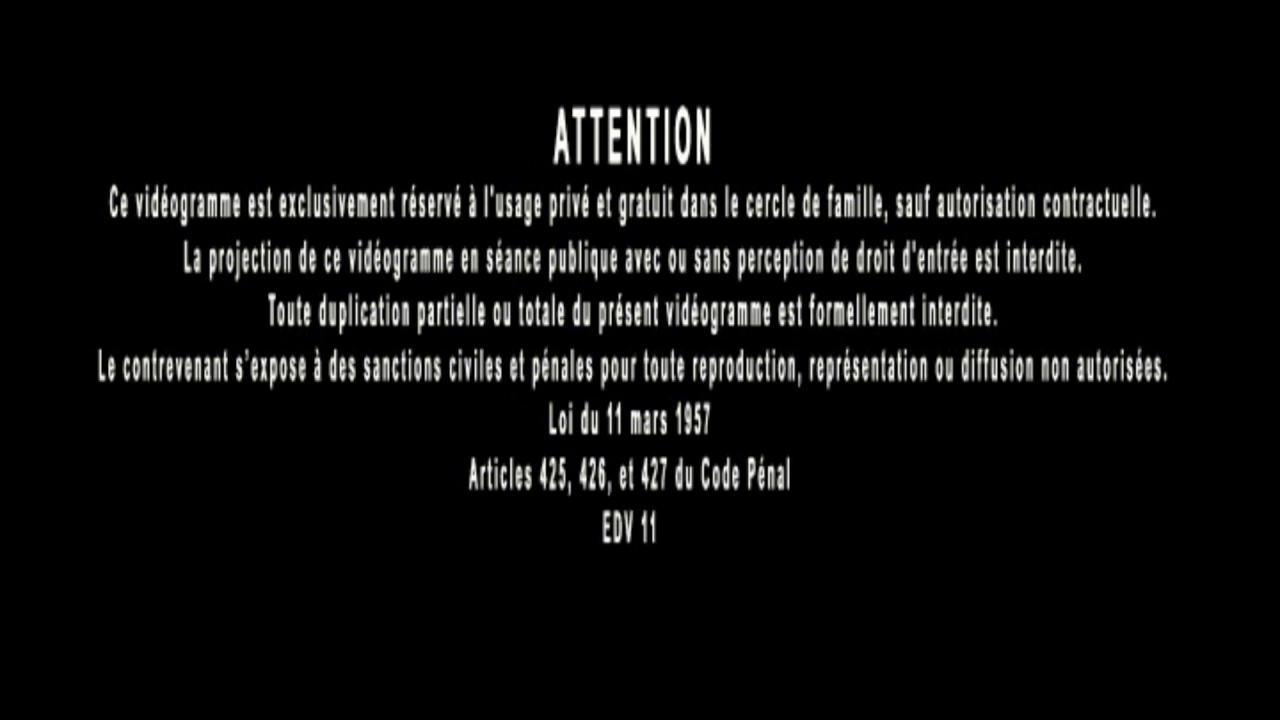 ATTENTION
Ce vidéogramme est exclusivement réservé à l'usage privé et gratuit dans le cercle de famille, sauf autorisation contractuelle.
La projection de ce vidéogramme en séance publique avec ou sans perception de droit d'entrée est interdite.
Toute duplication partielle ou totale du présent vidéogramme est formellement interdite.
Le contrevenant s'expose à des sanctions civiles et pénales pour toute reproduction, représentation ou diffusion non autorisées.
Loi du 11 mars 1957
Articles 425, 426, et 427 du Code Pénal
EDV 11